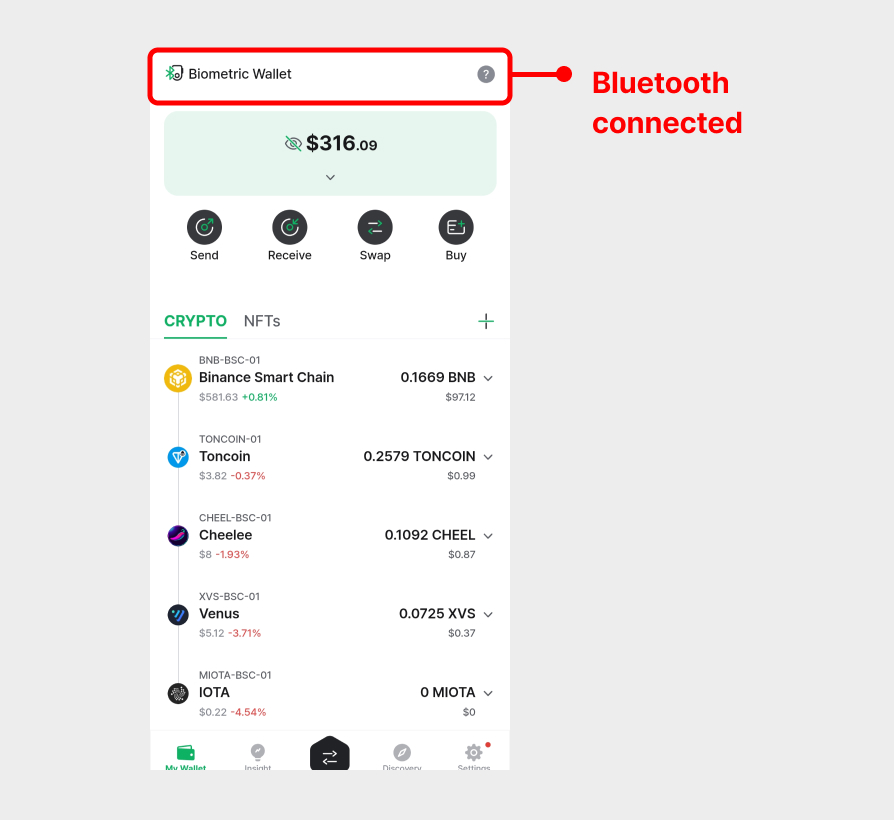 Biometric Wallet
?
Bluetooth
connected
$316.09
Send Receive Swap Buy
CRYPTO NFTs
BNB-BSC-01
Binance Smart Chain 0.1669 BNB
$581.63 +0.81% $97.12
TONCOIN-01
Toncoin 0.2579 TONCOIN
$3.82 -0.37% $0.99
CHEEL-BSC-01
Cheelee 0.1092 CHEEL
$8 -1.93% $0.87
XVS-BSC-01
Venus 0.0725 XVS
$5.12 -3.71% $0.37
MIOTA-BSC-01
IOTA 0 MIOTA
$0.22 -4.54% $0
My Wallet Insight Discovery Settings